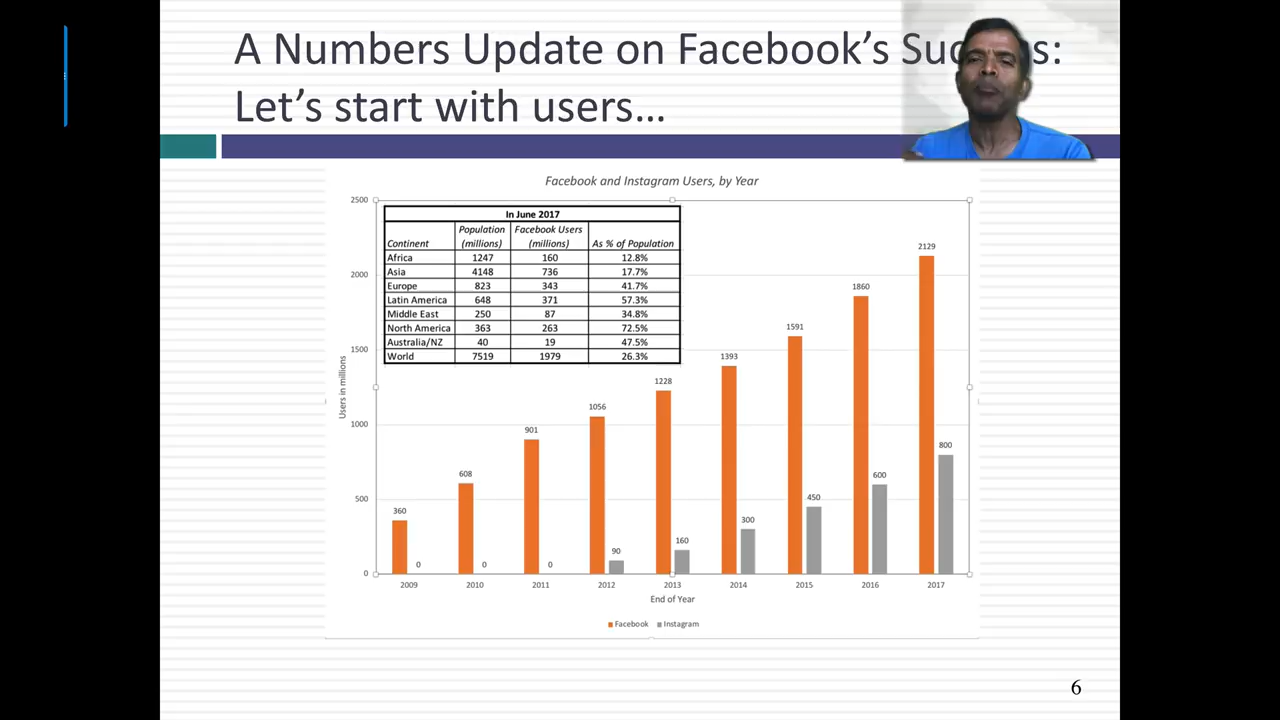 A Numbers Update on Facebook's Success:
Let's start with users…
Facebook and Instagram Users, by Year
In June 2017
Continent Population (millions) Facebook Users (millions) As % of Population
Africa 1247 160 12.8%
Asia 4148 736 17.7%
Europe 823 343 41.7%
Latin America 648 371 57.3%
Middle East 250 87 34.8%
North America 363 263 72.5%
Australia/NZ 40 19 47.5%
World 7519 1979 26.3%
Users in millions
2500
2000
1500
1000
500
0
360 0
608 0
901 0
1056 90
1228 160
1393 300
1591 450
1860 600
2129 800
2009 2010 2011 2012 2013 2014 2015 2016 2017
End of Year
Facebook Instagram
6